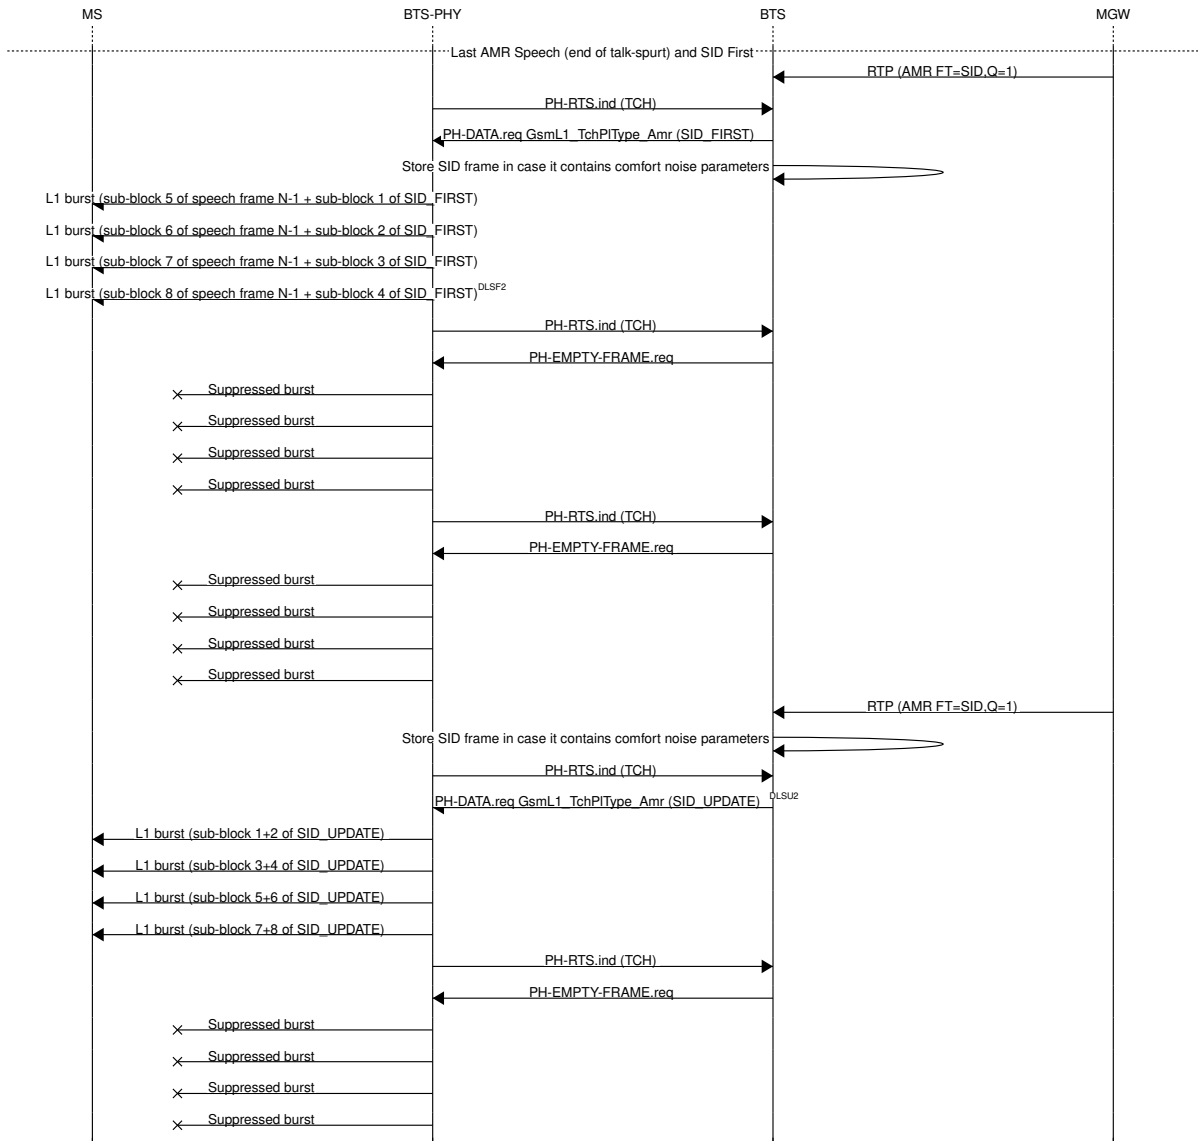 MS BTS-PHY BTS MGW
Last AMR Speech (end of talk-spurt) and SID First
RTP (AMR FT=SID,Q=1)
PH-RTS.ind (TCH)
PH-DATA.req GsmL1_TchPlType_Amr (SID_FIRST)
Store SID frame in case it contains comfort noise parameters
L1 burst (sub-block 5 of speech frame N-1 + sub-block 1 of SID_FIRST)
L1 burst (sub-block 6 of speech frame N-1 + sub-block 2 of SID_FIRST)
L1 burst (sub-block 7 of speech frame N-1 + sub-block 3 of SID_FIRST)
L1 burst (sub-block 8 of speech frame N-1 + sub-block 4 of SID_FIRST) DLSF2
PH-RTS.ind (TCH)
PH-EMPTY-FRAME.req
Suppressed burst
Suppressed burst
Suppressed burst
Suppressed burst
PH-RTS.ind (TCH)
PH-EMPTY-FRAME.req
Suppressed burst
Suppressed burst
Suppressed burst
Suppressed burst
RTP (AMR FT=SID,Q=1)
Store SID frame in case it contains comfort noise parameters
PH-RTS.ind (TCH)
PH-DATA.req GsmL1_TchPlType_Amr (SID_UPDATE) DLSU2
L1 burst (sub-block 1+2 of SID_UPDATE)
L1 burst (sub-block 3+4 of SID_UPDATE)
L1 burst (sub-block 5+6 of SID_UPDATE)
L1 burst (sub-block 7+8 of SID_UPDATE)
PH-RTS.ind (TCH)
PH-EMPTY-FRAME.req
Suppressed burst
Suppressed burst
Suppressed burst
Suppressed burst